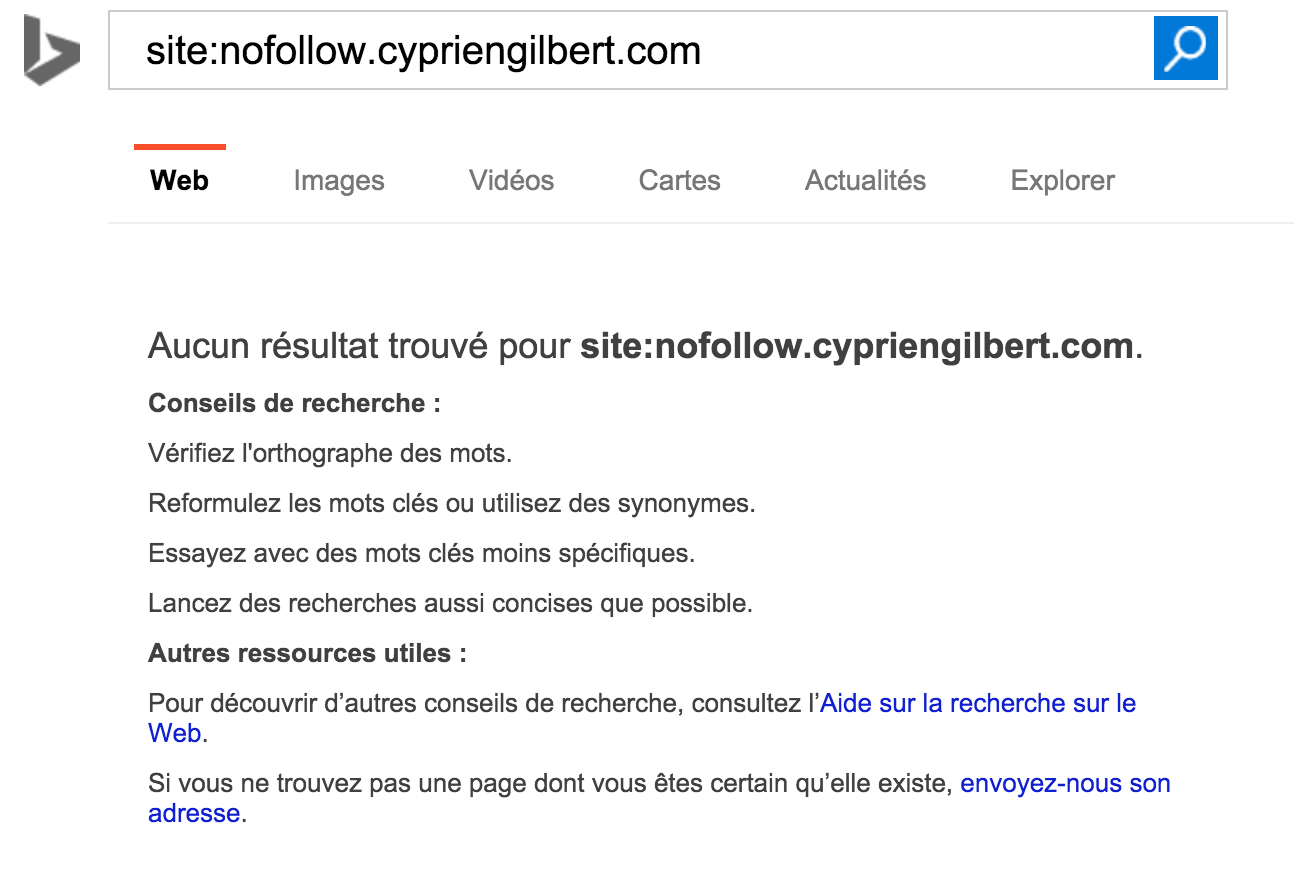 site:nofollow.cypriengilbert.com
Web Images Vidéos Cartes Actualités Explorer
Aucun résultat trouvé pour site:nofollow.cypriengilbert.com.
Conseils de recherche :
Vérifiez l'orthographe des mots.
Reformulez les mots clés ou utilisez des synonymes.
Essayez avec des mots clés moins spécifiques.
Lancez des recherches aussi concises que possible.
Autres ressources utiles :
Pour découvrir d’autres conseils de recherche, consultez l’Aide sur la recherche sur le
Web.
Si vous ne trouvez pas une page dont vous êtes certain qu’elle existe, envoyez-nous son
adresse.